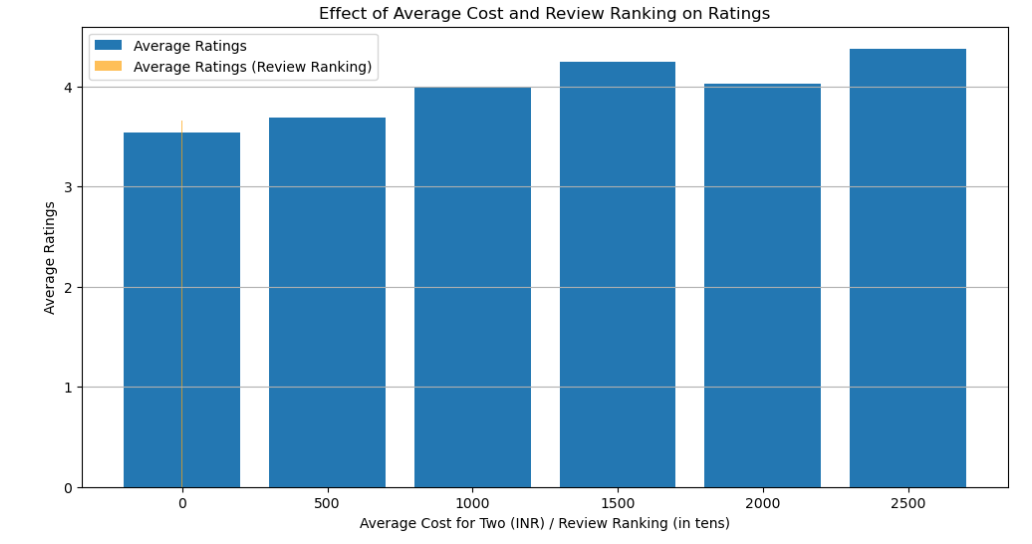 Effect of Average Cost and Review Ranking on Ratings
Average Ratings
Average Ratings (Review Ranking)
4
3
2
1
0
Average Ratings
0 500 1000 1500 2000 2500
Average Cost for Two (INR) / Review Ranking (in tens)